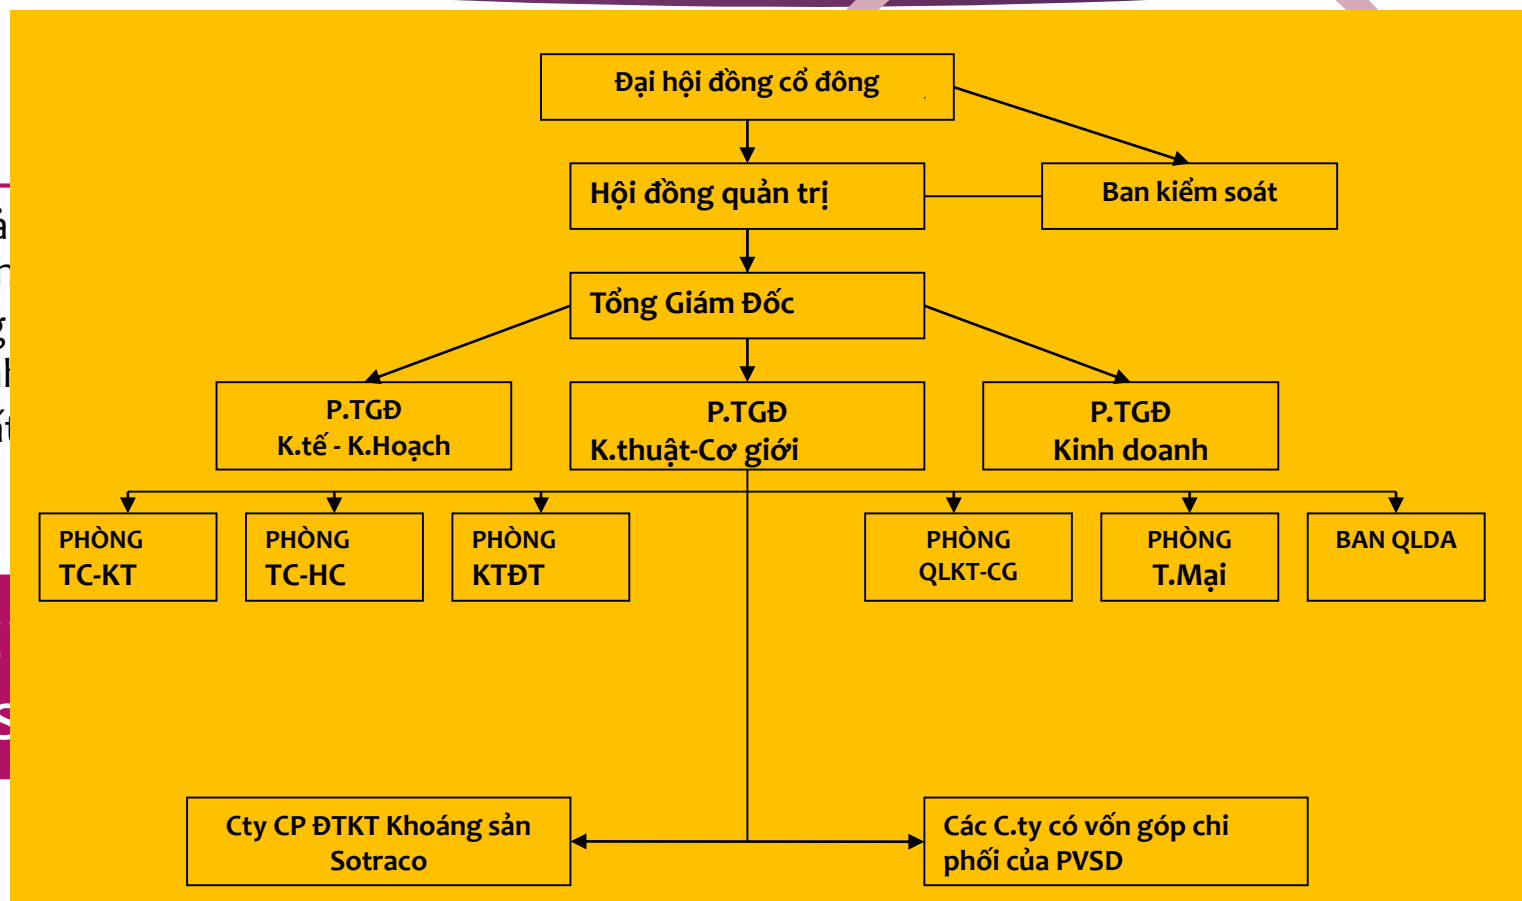 Đại hội đồng cổ đông
Hội đồng quản trị
Ban kiểm soát
Tổng Giám Đốc
P.TGĐ
K.tế - K.Hoạch
P.TGĐ
K.thuật-Cơ giới
P.TGĐ
Kinh doanh
PHÒNG
TC-KT
PHÒNG
TC-HC
PHÒNG
KTĐT
PHÒNG
QLKT-CG
PHÒNG
T.Mại
BAN QLDA
Cty CP ĐTKT Khoáng sản
Sotraco
Các C.ty có vốn góp chi
phối của PVSD